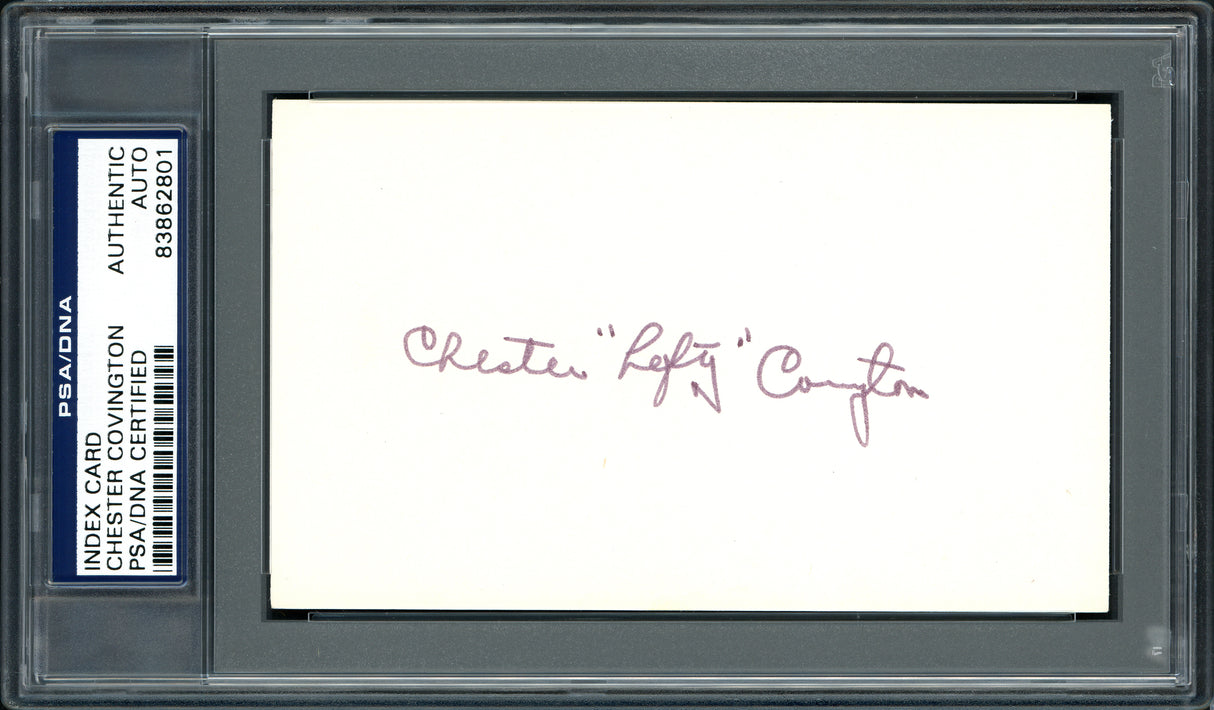 PSA/DNA
INDEX CARD
CHESTER COVINGTON AUTHENTIC
PSA/DNA CERTIFIED AUTO
83862801
Chester "Lefty" Covington